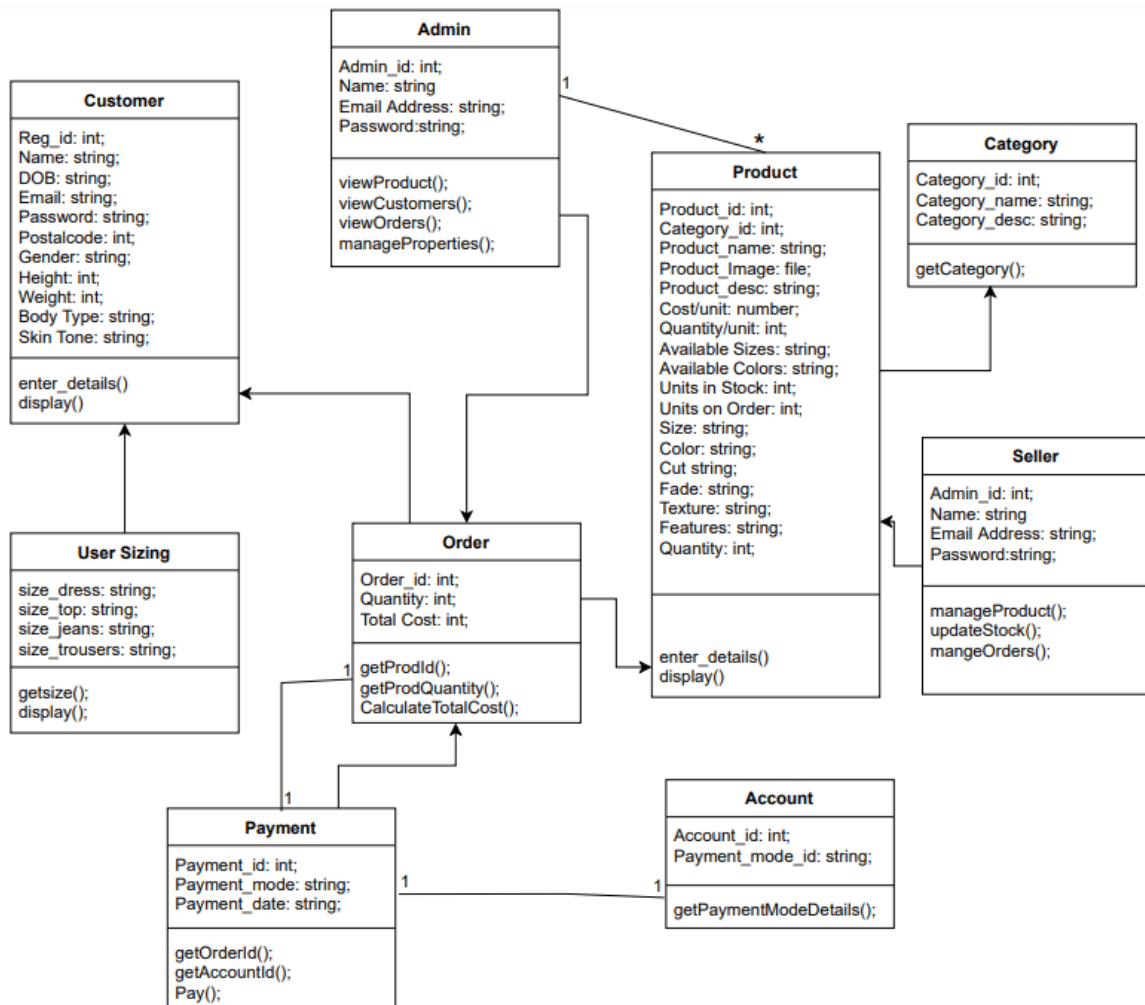 Admin
Admin_id: int;
Name: string
Email Address: string;
Password:string;
viewProduct();
viewCustomers();
viewOrders();
manageProperties();
1
*
Customer
Reg_id: int;
Name: string;
DOB: string;
Email: string;
Password: string;
Postalcode: int;
Gender: string;
Height: int;
Weight: int;
Body Type: string;
Skin Tone: string;
enter_details()
display()
Product
Product_id: int;
Category_id: int;
Product_name: string;
Product_Image: file;
Product_desc: string;
Cost/unit: number;
Quantity/unit: int;
Available Sizes: string;
Available Colors: string;
Units in Stock: int;
Units on Order: int;
Size: string;
Color: string;
Cut string;
Fade: string;
Texture: string;
Features: string;
Quantity: int;
enter_details()
display()
Category
Category_id: int;
Category_name: string;
Category_desc: string;
getCategory();
Seller
Admin_id: int;
Name: string
Email Address: string;
Password:string;
manageProduct();
updateStock();
mangeOrders();
User Sizing
size_dress: string;
size_top: string;
size_jeans: string;
size_trousers: string;
getsize();
display();
Order
Order_id: int;
Quantity: int;
Total Cost: int;
getProdId();
getProdQuantity();
CalculateTotalCost();
1
1
Payment
Payment_id: int;
Payment_mode: string;
Payment_date: string;
getOrderId();
getAccountId();
Pay();
1
1
Account
Account_id: int;
Payment_mode_id: string;
getPaymentModeDetails();